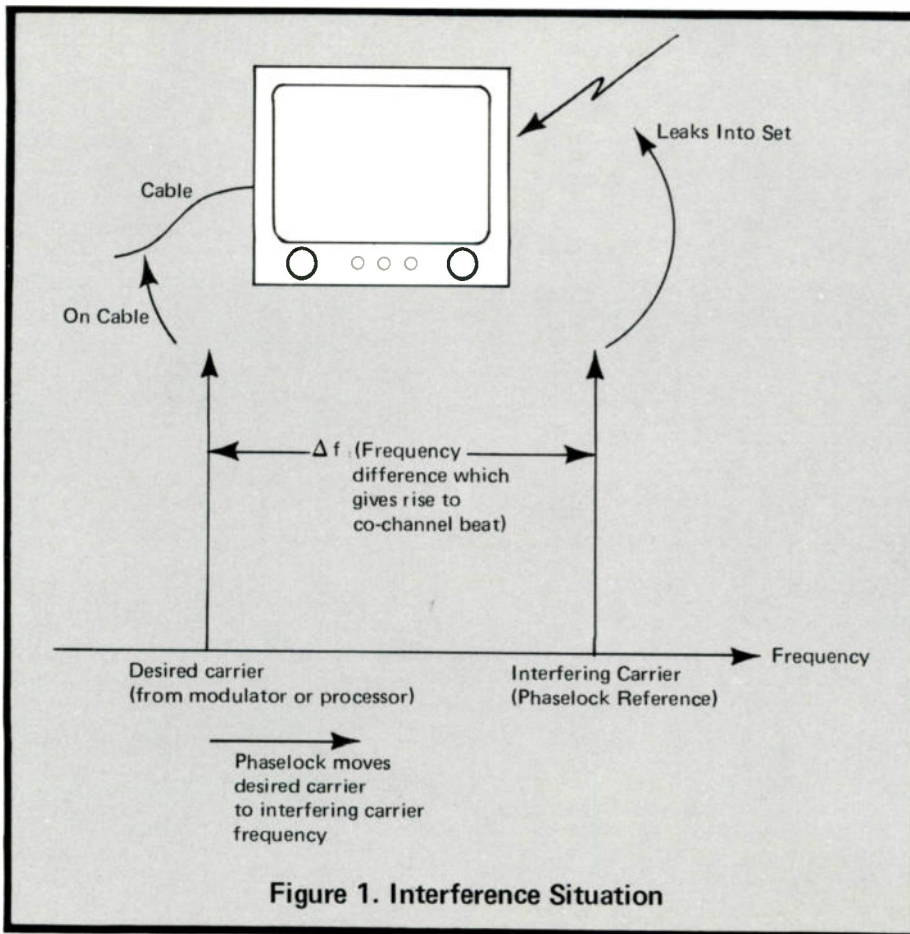 Leaks Into Set
Cable
On Cable
Δ f (Frequency
difference which
gives rise to
co-channel beat)
Frequency
Desired carrier
(from modulator or processor)
Interfering Carrier
(Phaselock Reference)
Phaselock moves
desired carrier
to interfering carrier
frequency
Figure 1. Interference Situation